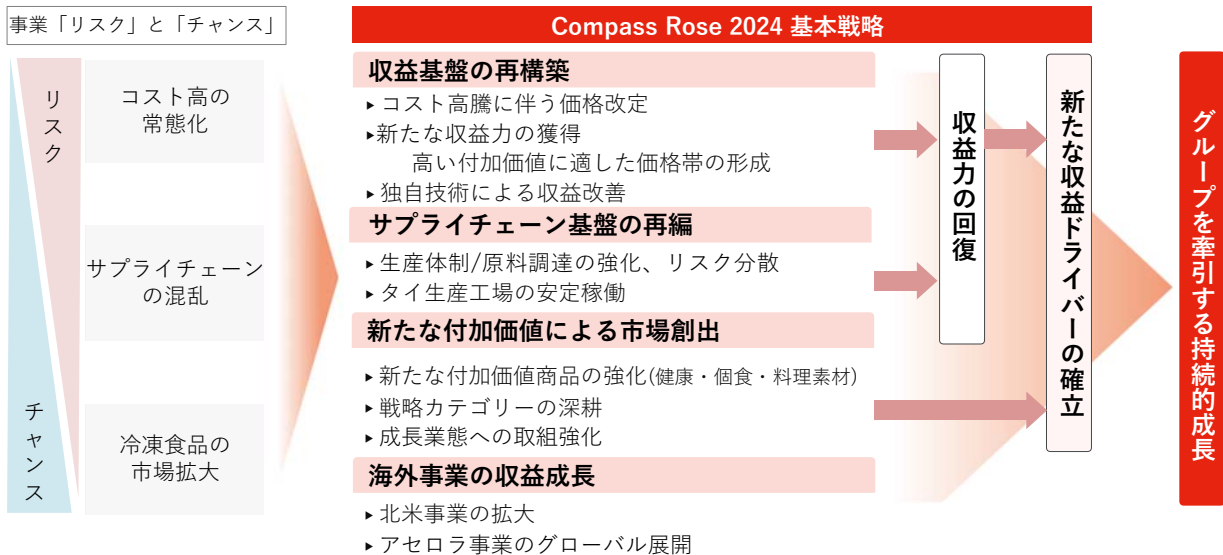 事業「リスク」と「チャンス」
リスク
チャンス
コスト高の
常態化
サプライチェーン
の混乱
冷凍食品の
市場拡大
Compass Rose 2024 基本戦略
収益基盤の再構築
▸ コスト高騰に伴う価格改定
▸新たな収益力の獲得
高い付加価値に適した価格帯の形成
▸ 独自技術による収益改善
サプライチェーン基盤の再編
▸ 生産体制/原料調達の強化、リスク分散
▸ タイ生産工場の安定稼働
新たな付加価値による市場創出
▸ 新たな付加価値商品の強化(健康・個食・料理素材)
▸ 戦略カテゴリーの深耕
▸ 成長業態への取組強化
海外事業の収益成長
▸ 北米事業の拡大
▸ アセロラ事業のグローバル展開
収益力の回復
新たな収益ドライバーの確立
グループを牽引する持続的成長